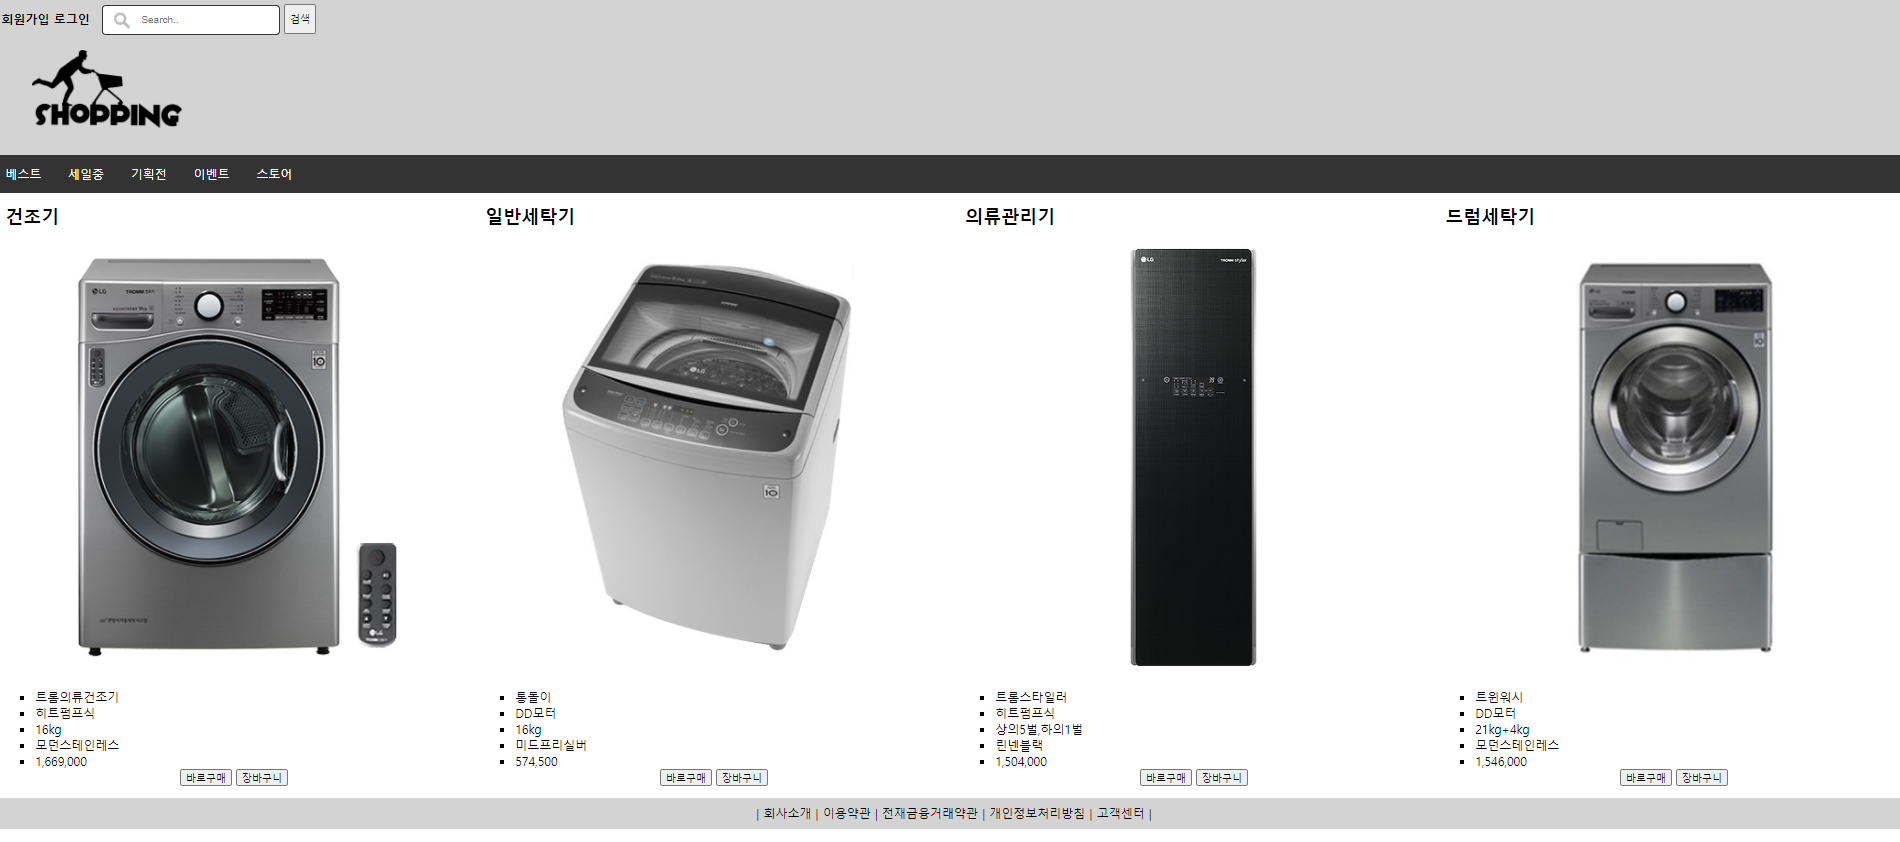 회원가입 로그인 Search.. 검색
SHOPPING
베스트 세일중 기획전 이벤트 스토어
건조기
일반세탁기
의류관리기
드럼세탁기
LG TROMM
LG
LG TROMM styler
LG
트롬의류건조기
히트펌프식
16kg
모던스테인레스
1,669,000
바로구매 장바구니
통돌이
DD모터
16kg
미드프리실버
574,500
바로구매 장바구니
트롬스타일러
히트펌프식
상의5벌,하의1벌
린넨블랙
1,504,000
바로구매 장바구니
트윈워시
DD모터
21kg+4kg
모던스테인레스
1,546,000
바로구매 장바구니
| 회사소개 | 이용약관 | 전재금융거래약관 | 개인정보처리방침 | 고객센터 |